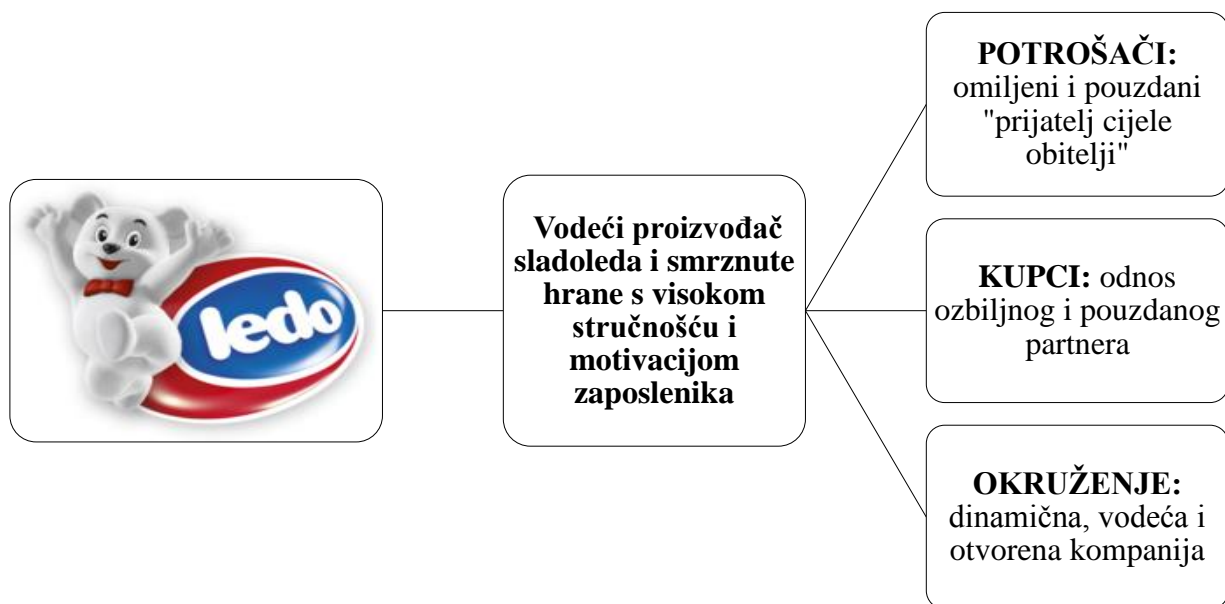 ledo
Vodeći proizvođač
sladoleda i smrznute
hrane s visokom
stručnošću i
motivacijom
zaposlenika
POTROŠAČI:
omiljeni i pouzdani
"prijatelj cijele
obitelji"
KUPCI: odnos
ozbiljnog i pouzdanog
partnera
OKRUŽENJE:
dinamična, vodeća i
otvorena kompanija